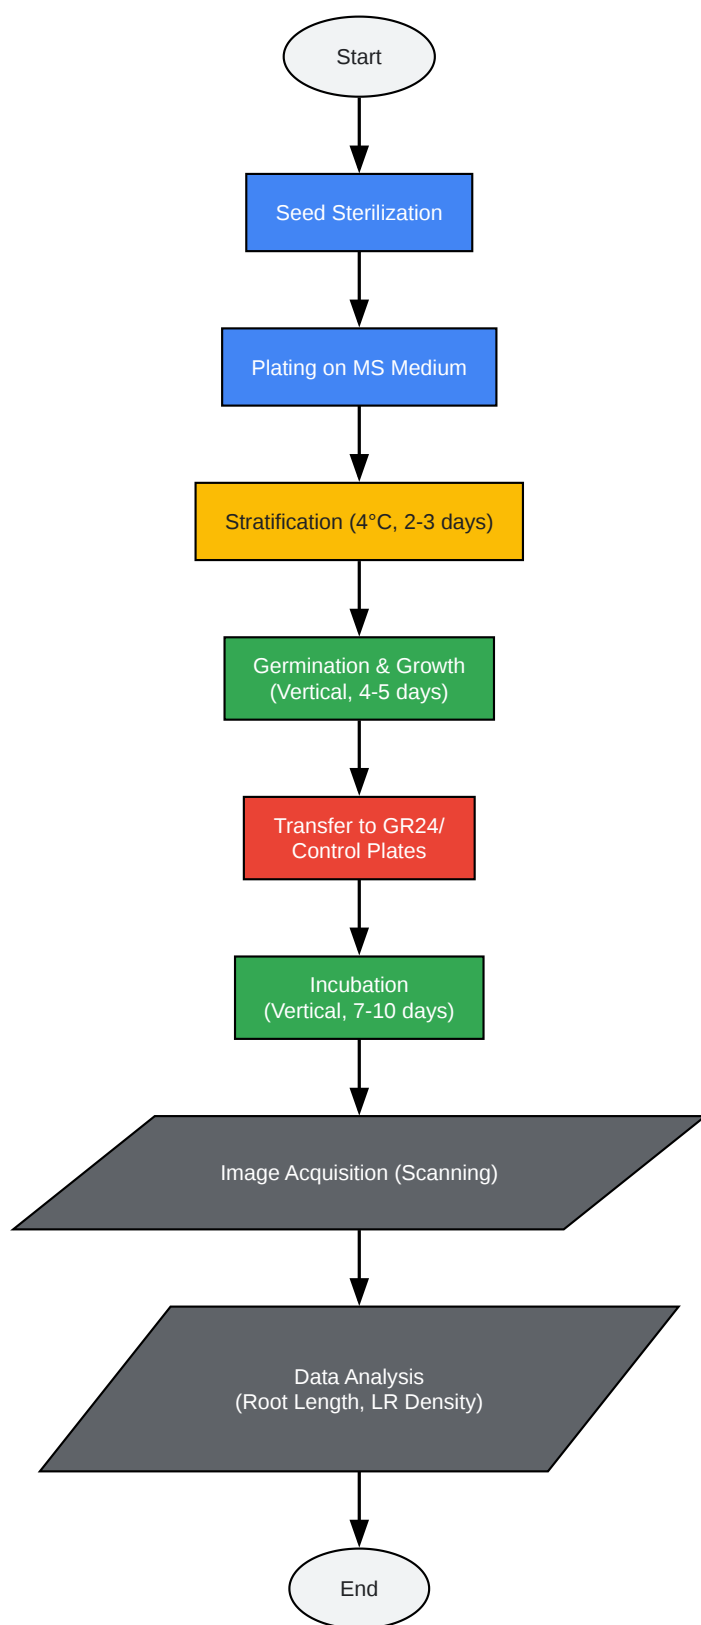 Start
Seed Sterilization
Plating on MS Medium
Stratification (4°C, 2-3 days)
Germination & Growth
(Vertical, 4-5 days)
Transfer to GR24/
Control Plates
Incubation
(Vertical, 7-10 days)
Image Acquisition (Scanning)
Data Analysis
(Root Length, LR Density)
End